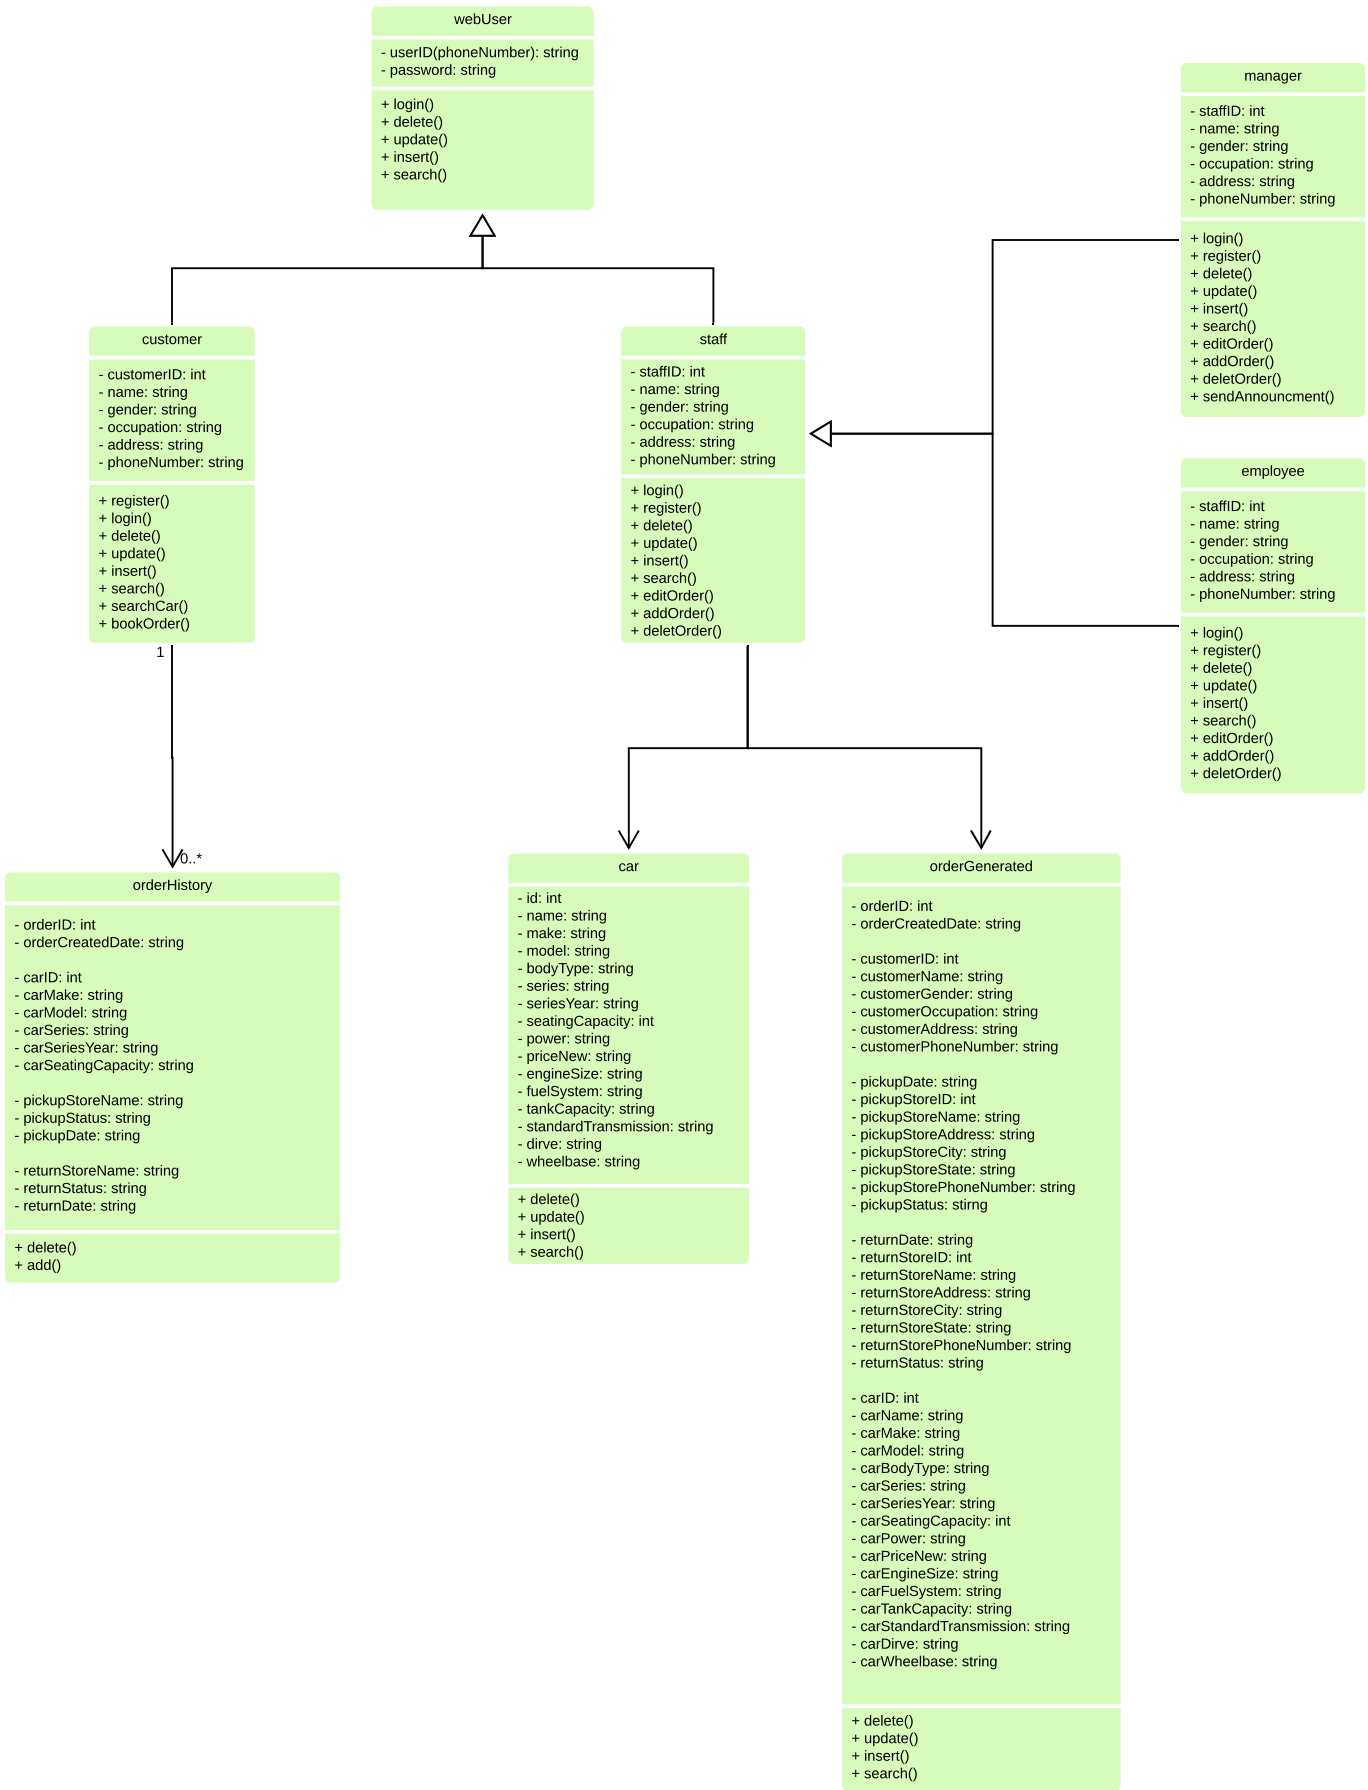 webUser
- userID(phoneNumber): string
- password: string
+ login()
+ delete()
+ update()
+ insert()
+ search()
manager
- staffID: int
- name: string
- gender: string
- occupation: string
- address: string
- phoneNumber: string
+ login()
+ register()
+ delete()
+ update()
+ insert()
+ search()
+ editOrder()
+ addOrder()
+ deletOrder()
+ sendAnnouncment()
customer
- customerID: int
- name: string
- gender: string
- occupation: string
- address: string
- phoneNumber: string
+ register()
+ login()
+ delete()
+ update()
+ insert()
+ search()
+ searchCar()
+ bookOrder()
staff
- staffID: int
- name: string
- gender: string
- occupation: string
- address: string
- phoneNumber: string
+ login()
+ register()
+ delete()
+ update()
+ insert()
+ search()
+ editOrder()
+ addOrder()
+ deletOrder()
employee
- staffID: int
- name: string
- gender: string
- occupation: string
- address: string
- phoneNumber: string
+ login()
+ register()
+ delete()
+ update()
+ insert()
+ search()
+ editOrder()
+ addOrder()
+ deletOrder()
1
0..*
orderHistory
- orderID: int
- orderCreatedDate: string
- carID: int
- carMake: string
- carModel: string
- carSeries: string
- carSeriesYear: string
- carSeatingCapacity: string
- pickupStoreName: string
- pickupStatus: string
- pickupDate: string
- returnStoreName: string
- returnStatus: string
- returnDate: string
+ delete()
+ add()
car
- id: int
- name: string
- make: string
- model: string
- bodyType: string
- series: string
- seriesYear: string
- seatingCapacity: int
- power: string
- priceNew: string
- engineSize: string
- fuelSystem: string
- tankCapacity: string
- standardTransmission: string
- dirve: string
- wheelbase: string
+ delete()
+ update()
+ insert()
+ search()
orderGenerated
- orderID: int
- orderCreatedDate: string
- customerID: int
- customerName: string
- customerGender: string
- customerOccupation: string
- customerAddress: string
- customerPhoneNumber: string
- pickupDate: string
- pickupStoreID: int
- pickupStoreName: string
- pickupStoreAddress: string
- pickupStoreCity: string
- pickupStoreState: string
- pickupStorePhoneNumber: string
- pickupStatus: stirng
- returnDate: string
- returnStoreID: int
- returnStoreName: string
- returnStoreAddress: string
- returnStoreCity: string
- returnStoreState: string
- returnStorePhoneNumber: string
- returnStatus: string
- carID: int
- carName: string
- carMake: string
- carModel: string
- carBodyType: string
- carSeries: string
- carSeriesYear: string
- carSeatingCapacity: int
- carPower: string
- carPriceNew: string
- carEngineSize: string
- carFuelSystem: string
- carTankCapacity: string
- carStandardTransmission: string
- carDirve: string
- carWheelbase: string
+ delete()
+ update()
+ insert()
+ search()